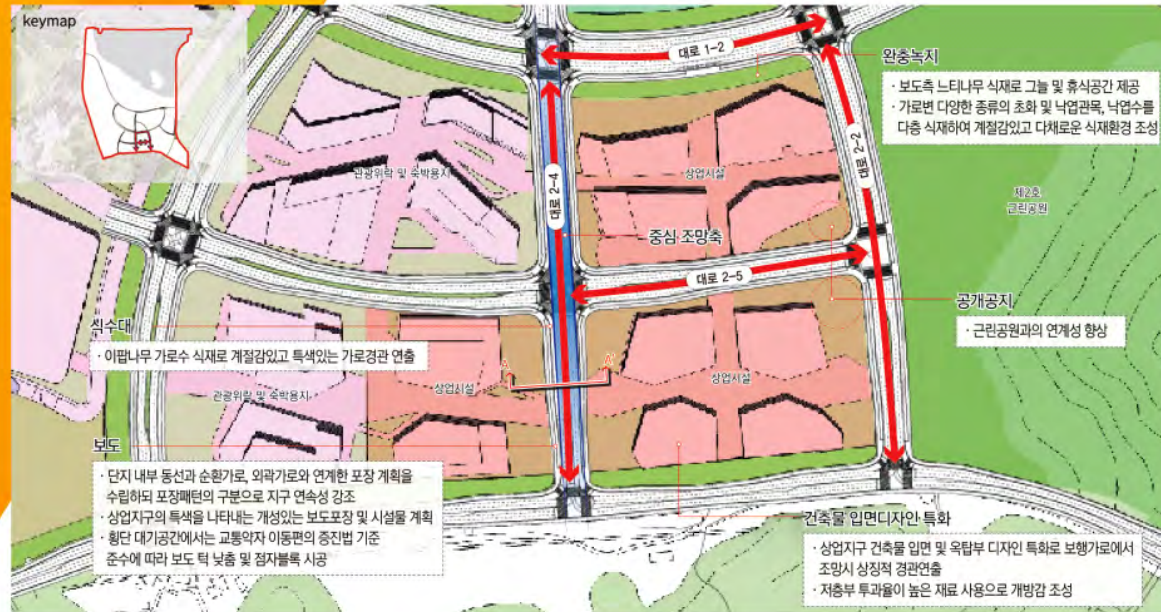 keymap
대로 1-2
완충녹지
· 보도측 느티나무 식재로 그늘 및 휴식공간 제공
· 가로변 다양한 종류의 초화 및 낙엽관목, 낙엽수를
다층 식재하여 계절감있고 다채로운 식재환경 조성
관광위락 및 숙박용지
상업시설
대로 2-4
대로 2-2
제2호
근린공원
중심 조망축
대로 2-5
공개공지
· 근린공원과의 연계성 향상
식수대
· 이팝나무 가로수 식재로 계절감있고 특색있는 가로경관 연출
A
A'
상업시설
상업시설
관광위락 및 숙박용지
보도
· 단지 내부 동선과 순환가로, 외곽가로와 연계한 포장 계획을
수립하되 포장패턴의 구분으로 지구 연속성 강조
· 상업지구의 특색을 나타내는 개성있는 보도포장 및 시설물 계획
· 횡단 대기공간에서는 교통약자 이동편의 증진법 기준
준수에 따라 보도 턱 낮춤 및 점자블록 시공
건축물 입면디자인 특화
· 상업지구 건축물 입면 및 옥탑부 디자인 특화로 보행가로에서
조망시 상징적 경관연출
· 저층부 투과율이 높은 재료 사용으로 개방감 조성